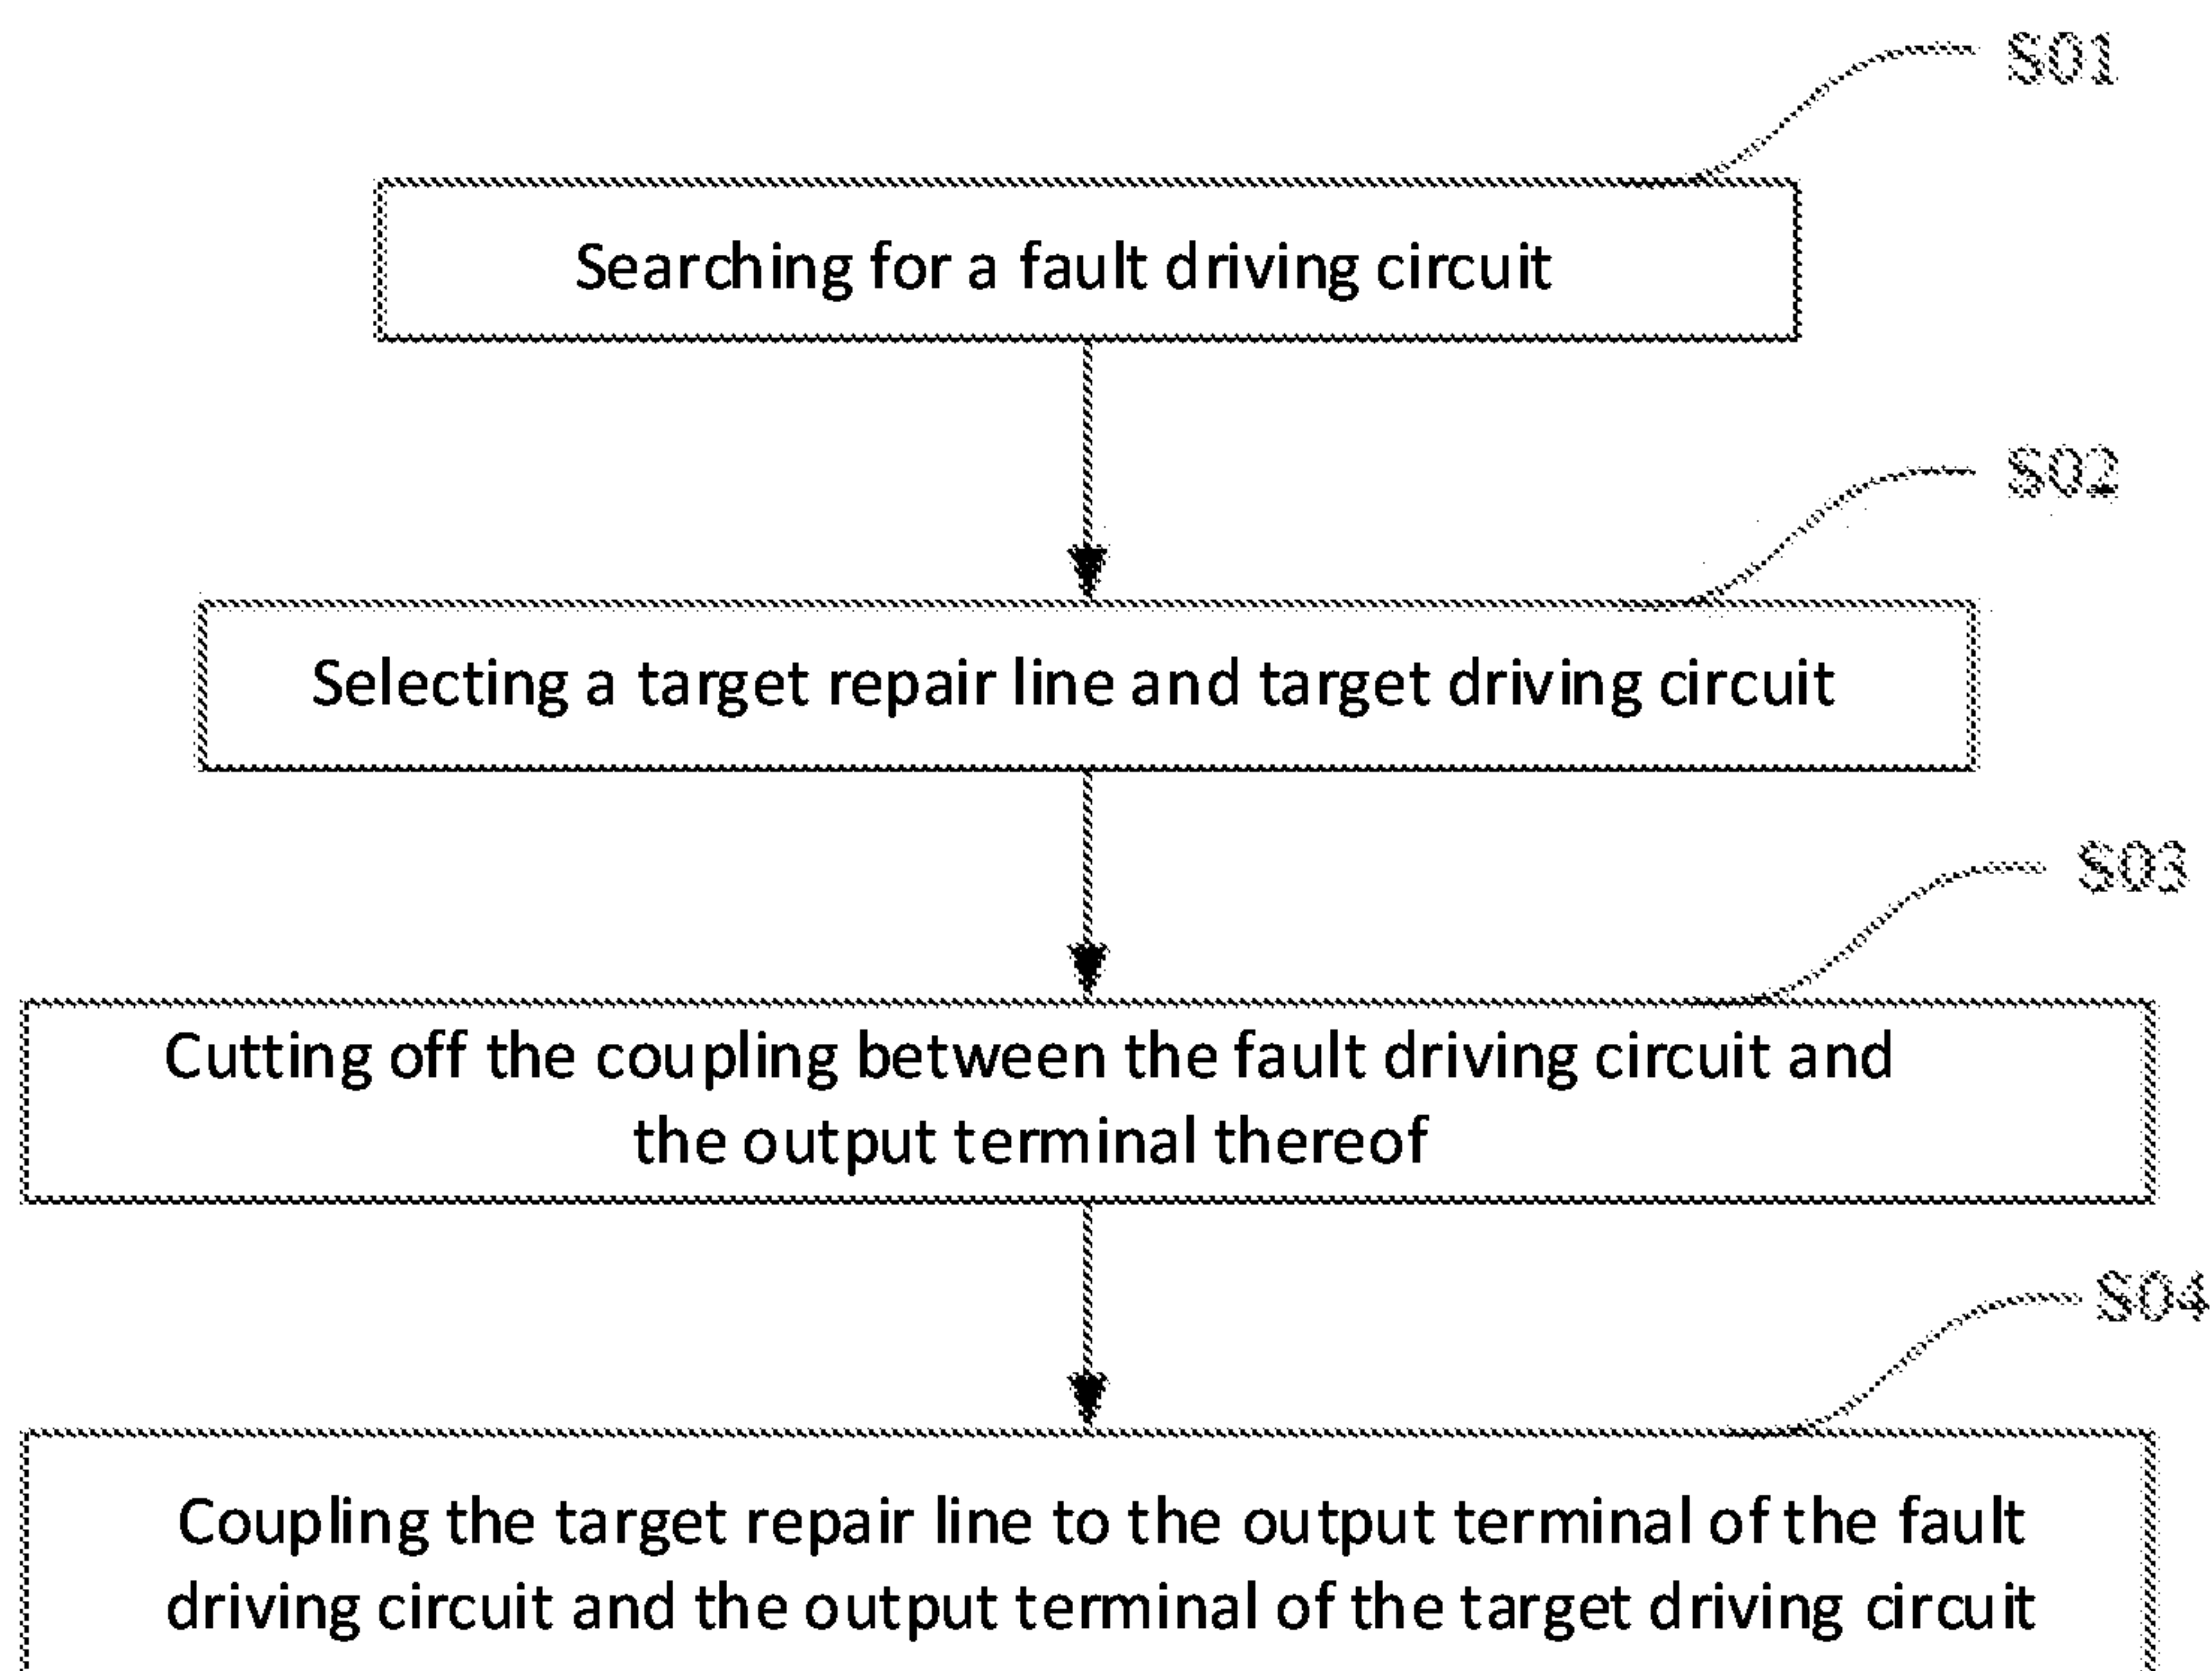 S01
Searching for a fault driving circuit
S02
Selecting a target repair line and target driving circuit
S03
Cutting off the coupling between the fault driving circuit and
the output terminal thereof
S04
Coupling the target repair line to the output terminal of the fault
driving circuit and the output terminal of the target driving circuit